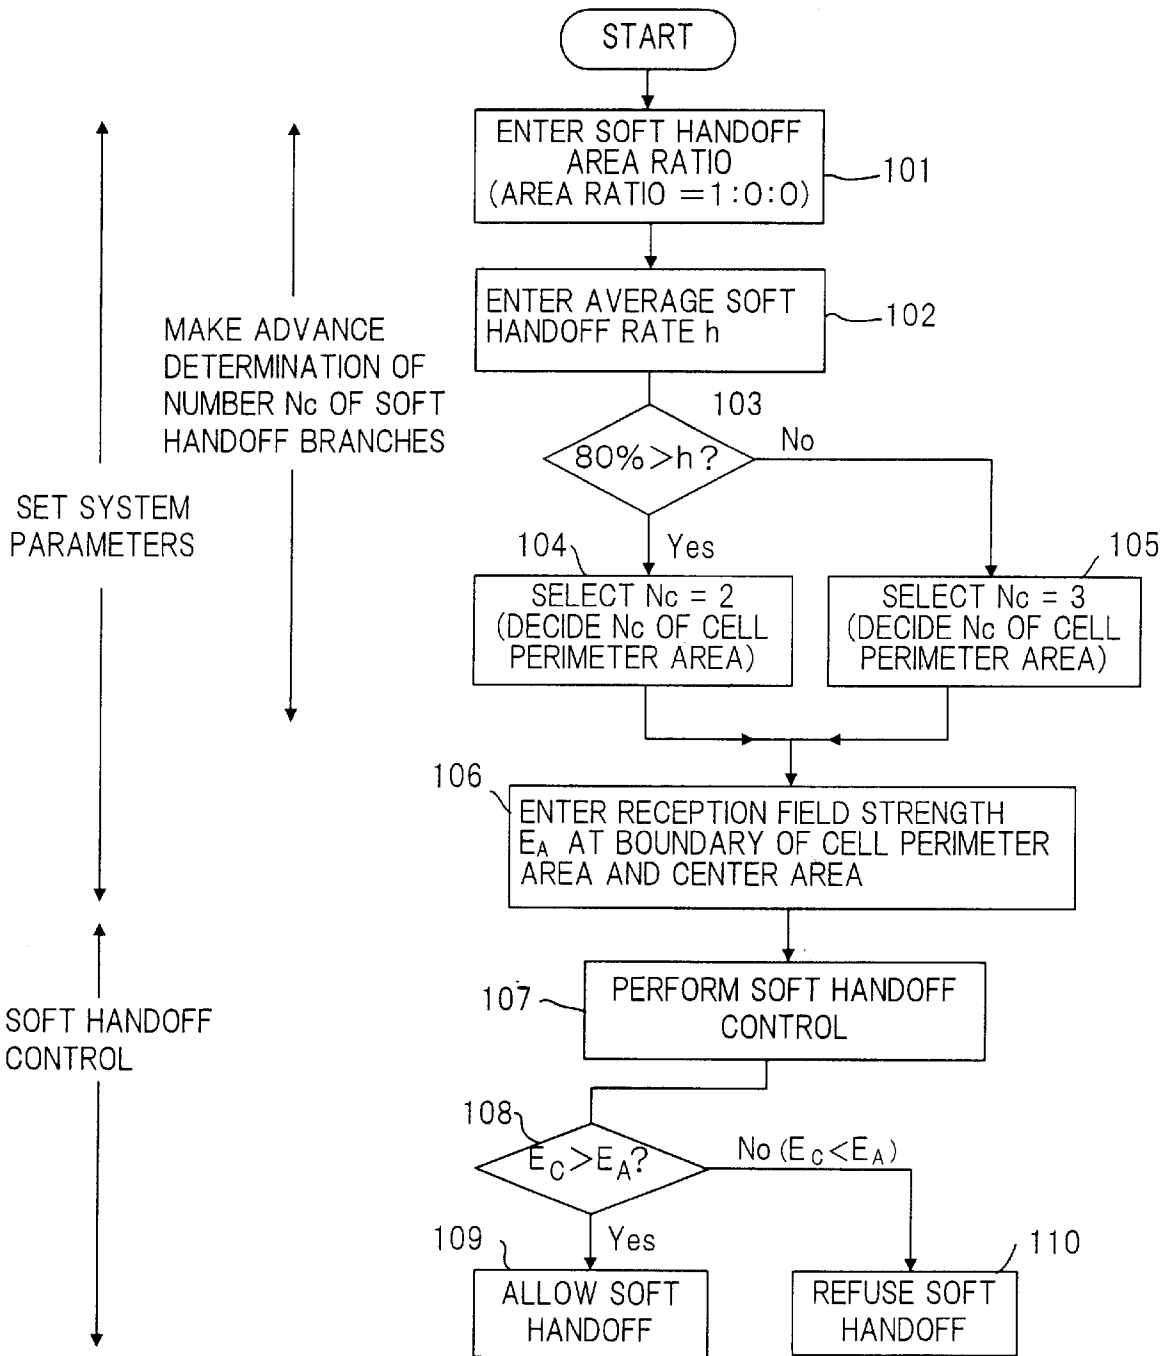 START
ENTER SOFT HANDOFF
AREA RATIO
(AREA RATIO =1:0:0)
101
ENTER AVERAGE SOFT
HANDOFF RATE h
102
MAKE ADVANCE
DETERMINATION OF
NUMBER Nc OF SOFT
HANDOFF BRANCHES
103
80%>h?
No
Yes
SET SYSTEM
PARAMETERS
104
SELECT Nc = 2
(DECIDE Nc OF CELL
PERIMETER AREA)
105
SELECT Nc = 3
(DECIDE Nc OF CELL
PERIMETER AREA)
106
ENTER RECEPTION FIELD STRENGTH
EA AT BOUNDARY OF CELL PERIMETER
AREA AND CENTER AREA
107
PERFORM SOFT HANDOFF
CONTROL
SOFT HANDOFF
CONTROL
108
EC>EA?
No (EC<EA)
Yes
109
ALLOW SOFT
HANDOFF
110
REFUSE SOFT
HANDOFF